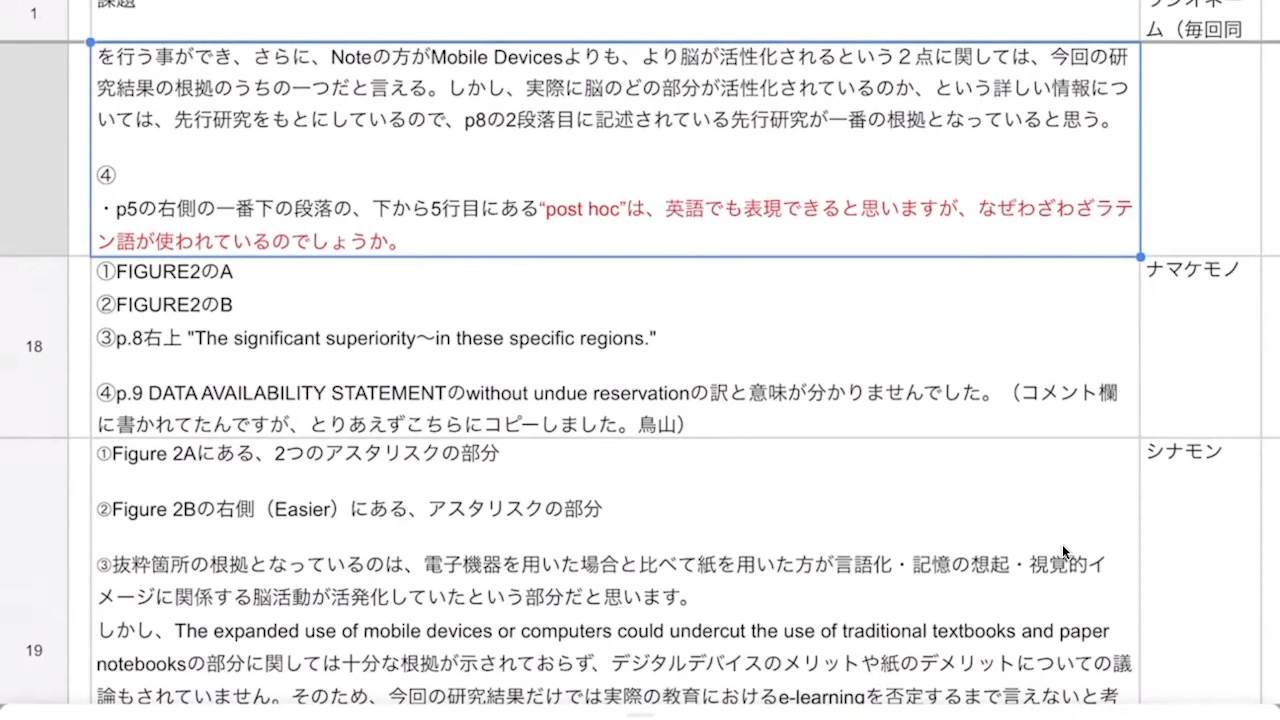 1
課題
ラジオネー
ム（毎回同
を行う事ができ、さらに、Noteの方がMobile Devicesよりも、より脳が活性化されるという２点に関しては、今回の研
究結果の根拠のうちの一つだと言える。しかし、実際に脳のどの部分が活性化されているのか、という詳しい情報につ
いては、先行研究をもとにしているので、p8の2段落目に記述されている先行研究が一番の根拠となっていると思う。
④
・p5の右側の一番下の段落の、下から5行目にある“post hoc”は、英語でも表現できると思いますが、なぜわざわざラテ
ン語が使われているのでしょうか。
18
①FIGURE2のA
②FIGURE2のB
③p.8右上 "The significant superiority〜in these specific regions."
④p.9 DATA AVAILABILITY STATEMENTのwithout undue reservationの訳と意味が分かりませんでした。（コメント欄
に書かれてたんですが、とりあえずこちらにコピーしました。鳥山）
ナマケモノ
19
①Figure 2Aにある、2つのアスタリスクの部分
②Figure 2Bの右側（Easier）にある、アスタリスクの部分
③抜粋箇所の根拠となっているのは、電子機器を用いた場合と比べて紙を用いた方が言語化・記憶の想起・視覚的イ
メージに関係する脳活動が活発化していたという部分だと思います。
しかし、The expanded use of mobile devices or computers could undercut the use of traditional textbooks and paper
notebooksの部分に関しては十分な根拠が示されておらず、デジタルデバイスのメリットや紙のデメリットについての議
論もされていません。そのため、今回の研究結果だけでは実際の教育におけるe-learningを否定するまで言えないと考
シナモン